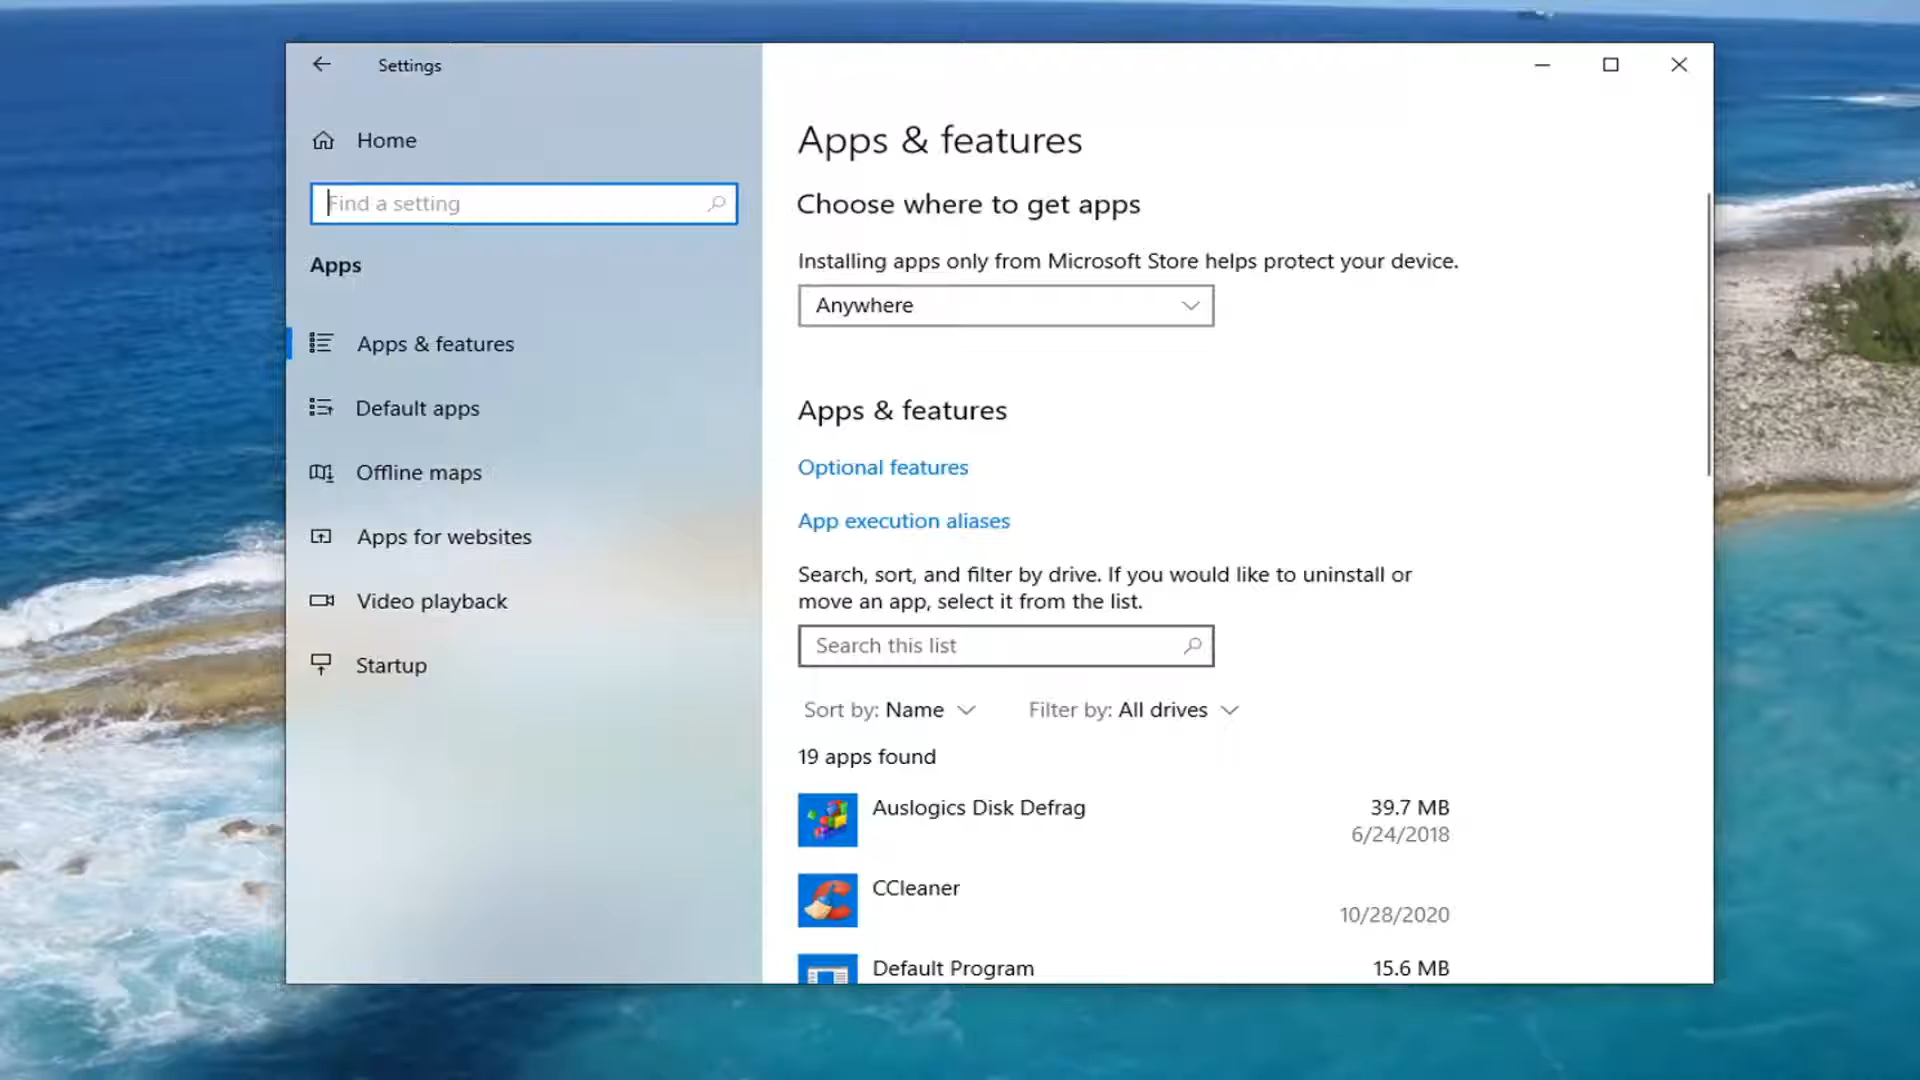 Settings
Home
Find a setting
Apps
Apps & features
Default apps
Offline maps
Apps for websites
Video playback
Startup
Apps & features
Choose where to get apps
Installing apps only from Microsoft Store helps protect your device.
Anywhere
Apps & features
Optional features
App execution aliases
Search, sort, and filter by drive. If you would like to uninstall or
move an app, select it from the list.
Search this list
Sort by: Name Filter by: All drives
19 apps found
Auslogics Disk Defrag 39.7 MB
6/24/2018
CCleaner
10/28/2020
Default Program 15.6 MB